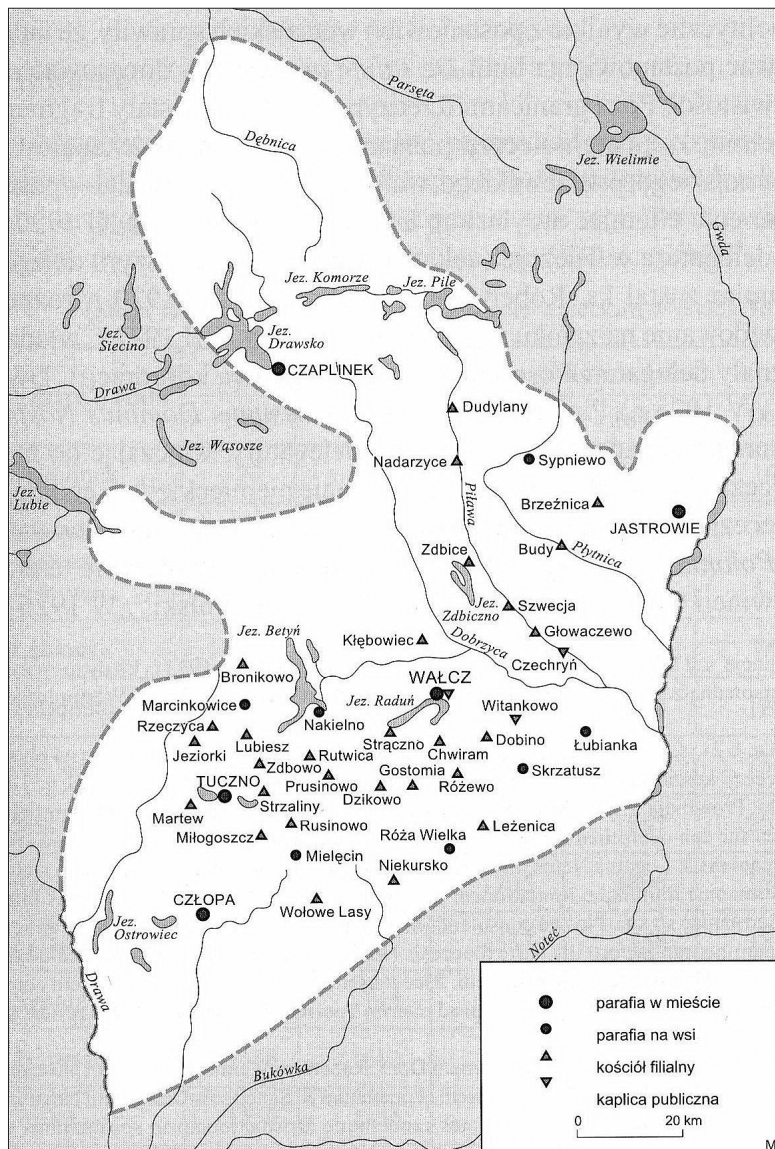 Parsęta
Dębnica
Jez. Wielimie
Gwda
Jez. Komorze
Jez. Pile
Jez.
Siecino
Jez.
Drawsko
CZAPLINEK
Drawa
Dudylany
Jez. Wąsosze
Nadarzyce
Sypniewo
Jez.
Lubie
Piława
Brzeźnica
JASTROWIE
Budy
Płytnica
Zdbice
Jez.
Zdbiczno
Szwecja
Głowaczewo
Jez. Betyń
Kłębowiec
Dobrzyca
Czechryń
Bronikowo
WAŁCZ
Marcinkowice
Jez. Raduń
Witankowo
Nakielno
Rzeczyca
Jeziorki
Lubiesz
Strączno
Chwiram
Dobino
Łubianka
Rutwica
Zdbowo
Gostomia
Skrzatusz
TUCZNO
Prusinowo
Dzikowo
Różewo
Strzaliny
Martew
Rusinowo
Róża Wielka
Leżenica
Miłogoszcz
Mielęcin
Niekursko
CZŁOPA
Wołowe Lasy
Jez.
Ostrowiec
Noteć
Drawa
Bukówka
parafia w mieście
parafia na wsi
kościół filialny
kaplica publiczna
0 20 km
M